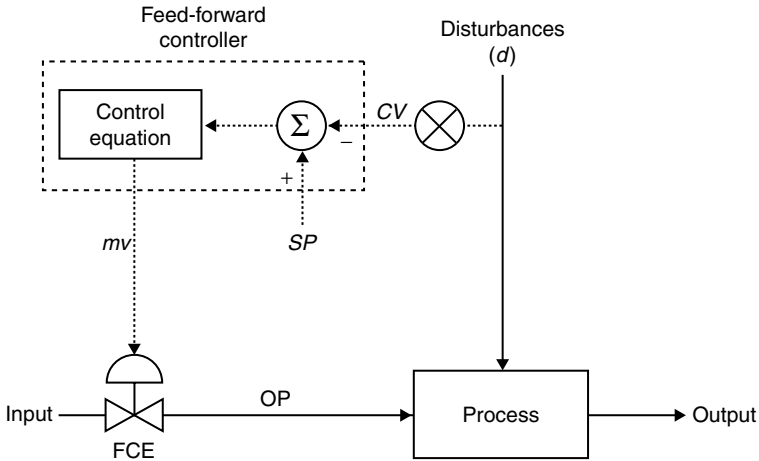 Feed-forward
controller
Disturbances
(d)
Control
equation
Σ
CV
−
+
mv
SP
Input
OP
Process
Output
FCE